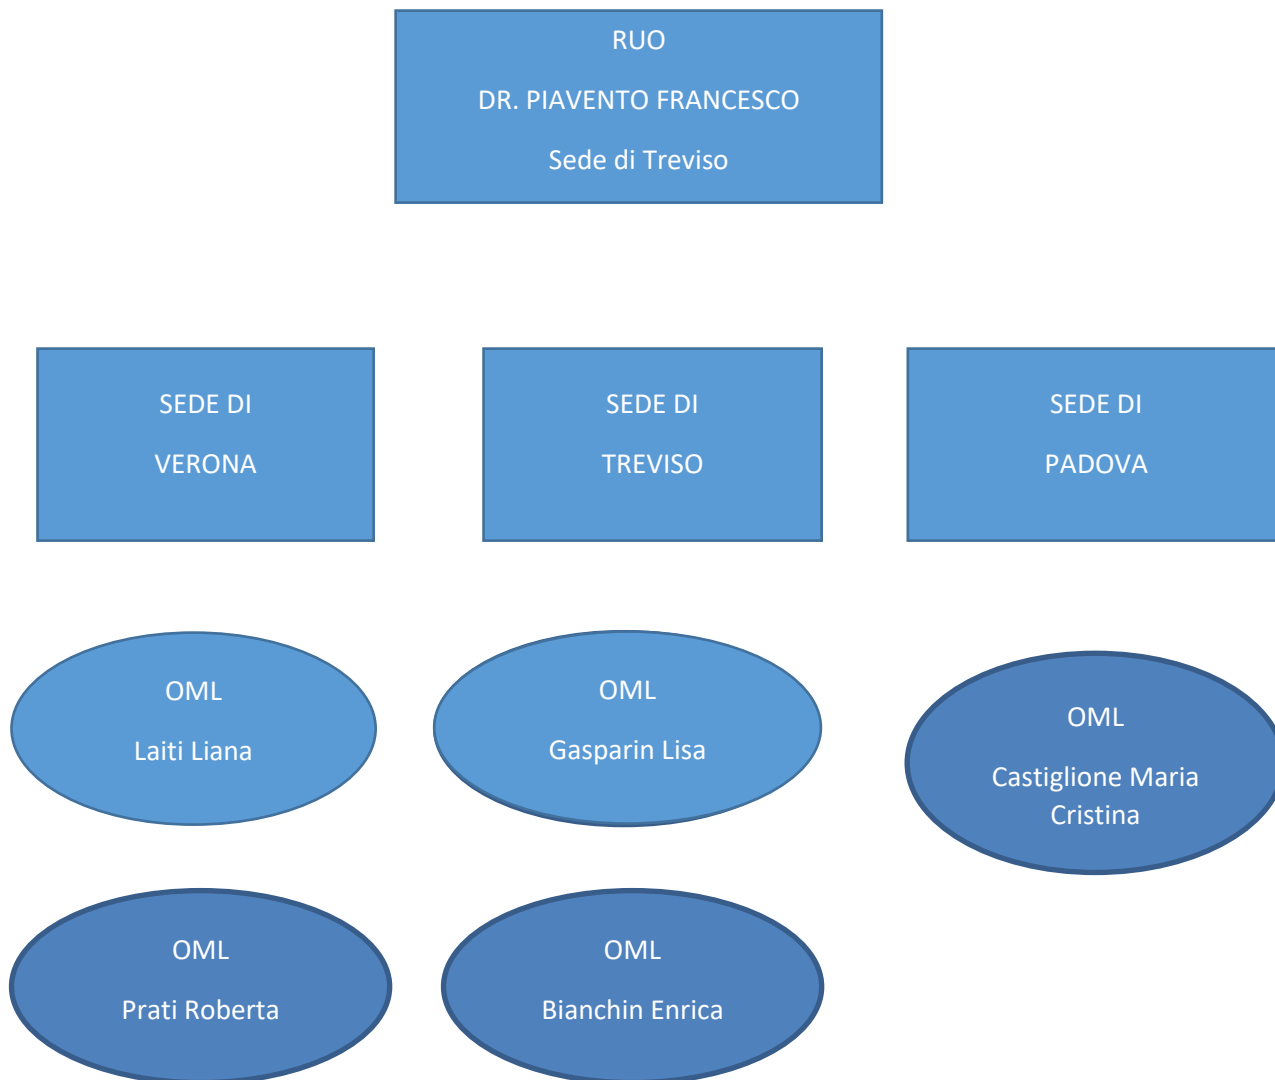 RUO
DR. PIAVENTO FRANCESCO
Sede di Treviso
SEDE DI
VERONA
SEDE DI
TREVISO
SEDE DI
PADOVA
OML
Laiti Liana
OML
Gasparin Lisa
OML
Castiglione Maria
Cristina
OML
Prati Roberta
OML
Bianchin Enrica